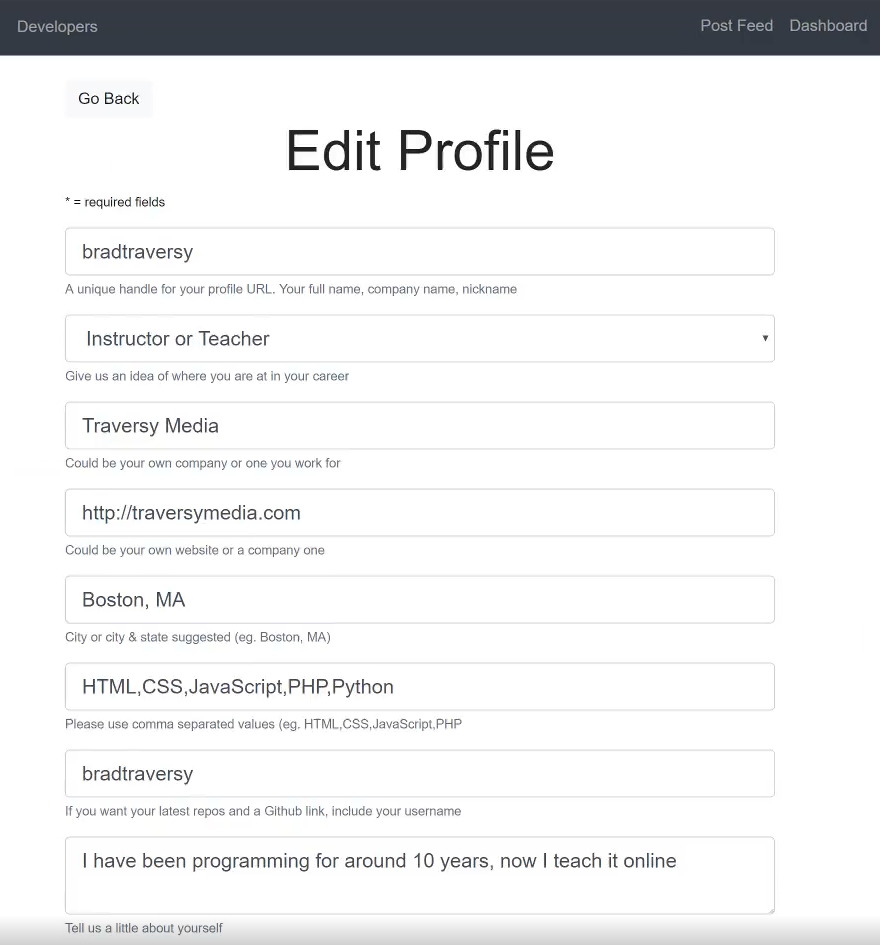 Developers Post Feed Dashboard
Go Back
Edit Profile
* = required fields
bradtraversy
A unique handle for your profile URL. Your full name, company name, nickname
Instructor or Teacher
Give us an idea of where you are at in your career
Traversy Media
Could be your own company or one you work for
http://traversymedia.com
Could be your own website or a company one
Boston, MA
City or city & state suggested (eg. Boston, MA)
HTML,CSS,JavaScript,PHP,Python
Please use comma separated values (eg. HTML,CSS,JavaScript,PHP
bradtraversy
If you want your latest repos and a Github link, include your username
I have been programming for around 10 years, now I teach it online
Tell us a little about yourself